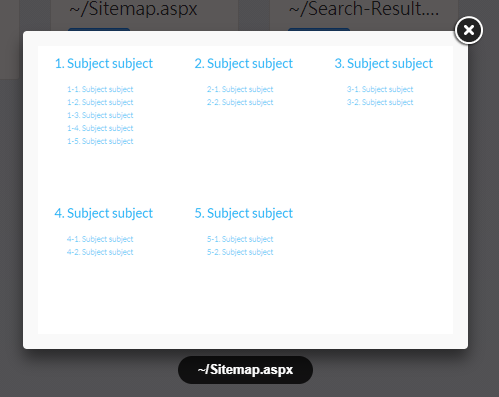 ~/Sitemap.aspx
~/Search-Result....
1. Subject subject
1-1. Subject subject
1-2. Subject subject
1-3. Subject subject
1-4. Subject subject
1-5. Subject subject
2. Subject subject
2-1. Subject subject
2-2. Subject subject
3. Subject subject
3-1. Subject subject
3-2. Subject subject
4. Subject subject
4-1. Subject subject
4-2. Subject subject
5. Subject subject
5-1. Subject subject
5-2. Subject subject
~/Sitemap.aspx